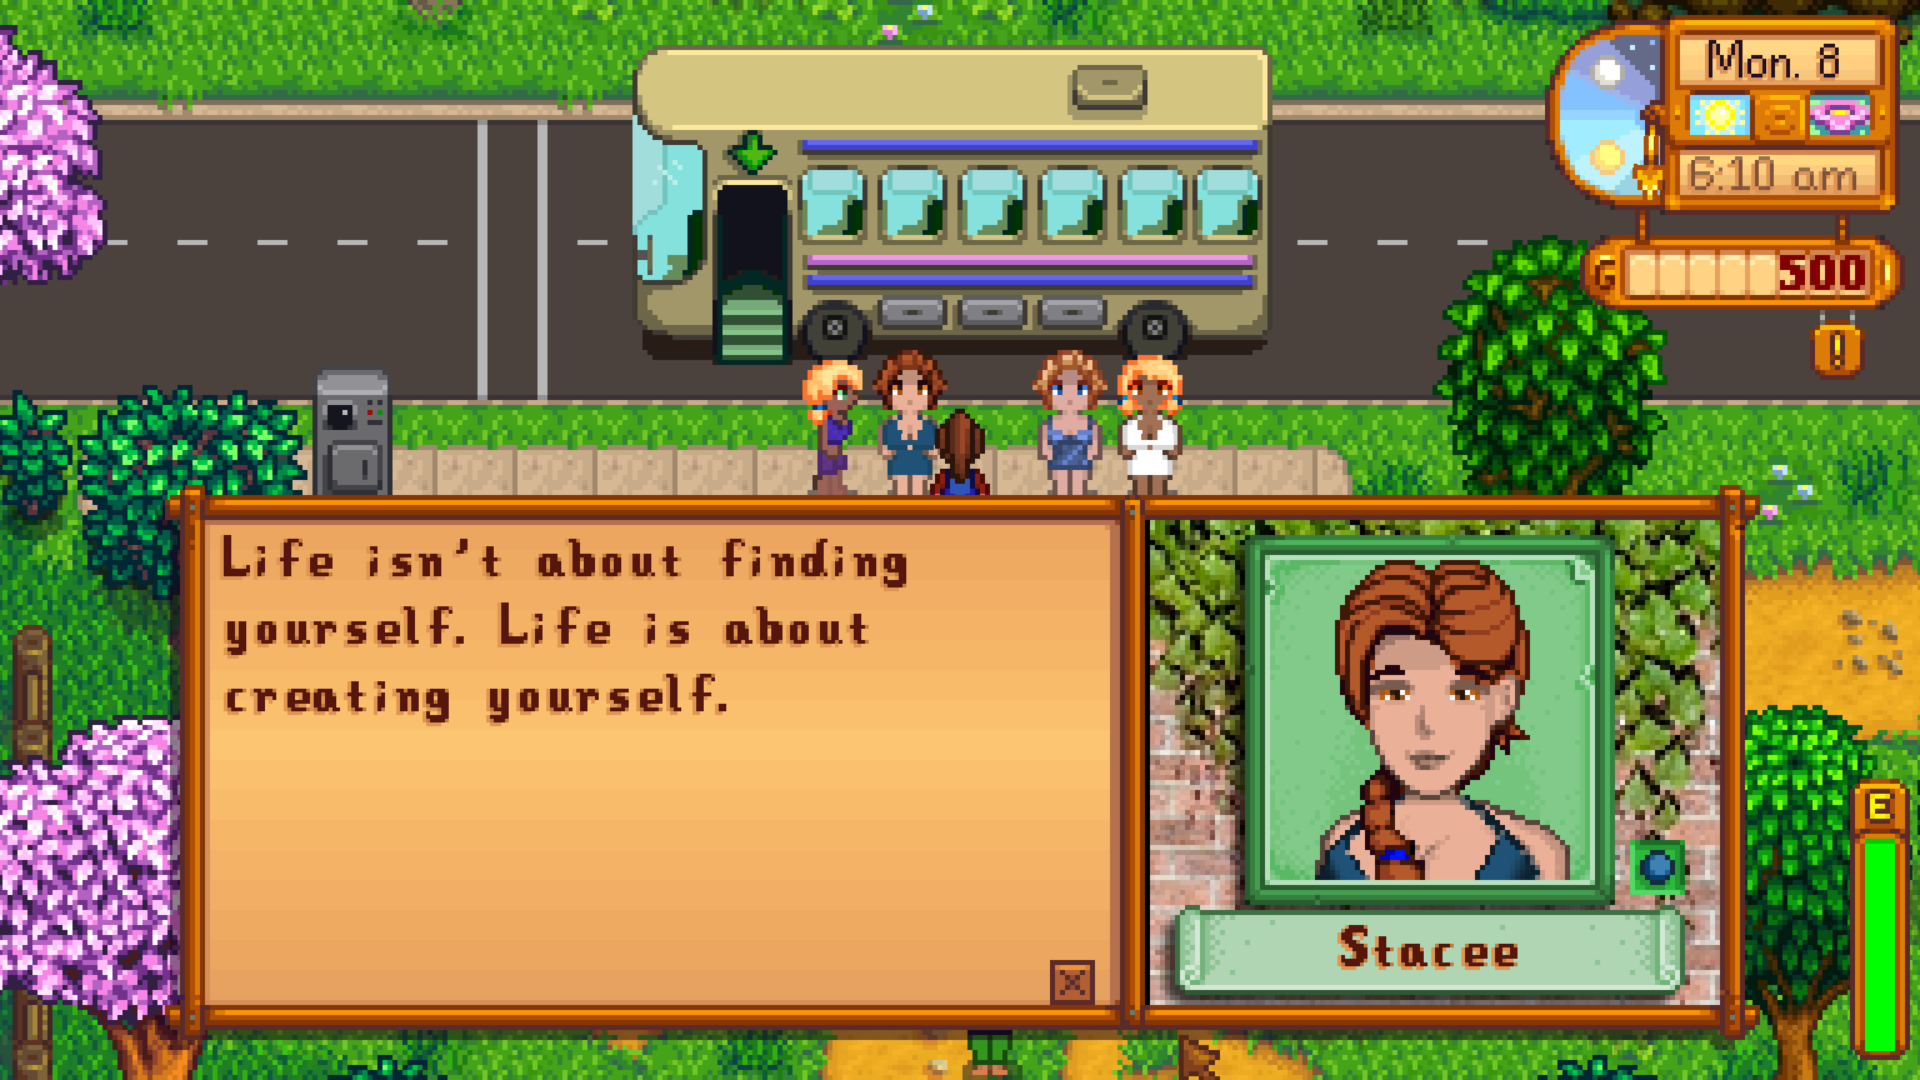 Mon. 8
6:10 am
G 500
!
Life isn't about finding
yourself. Life is about
creating yourself.
Stacee
E